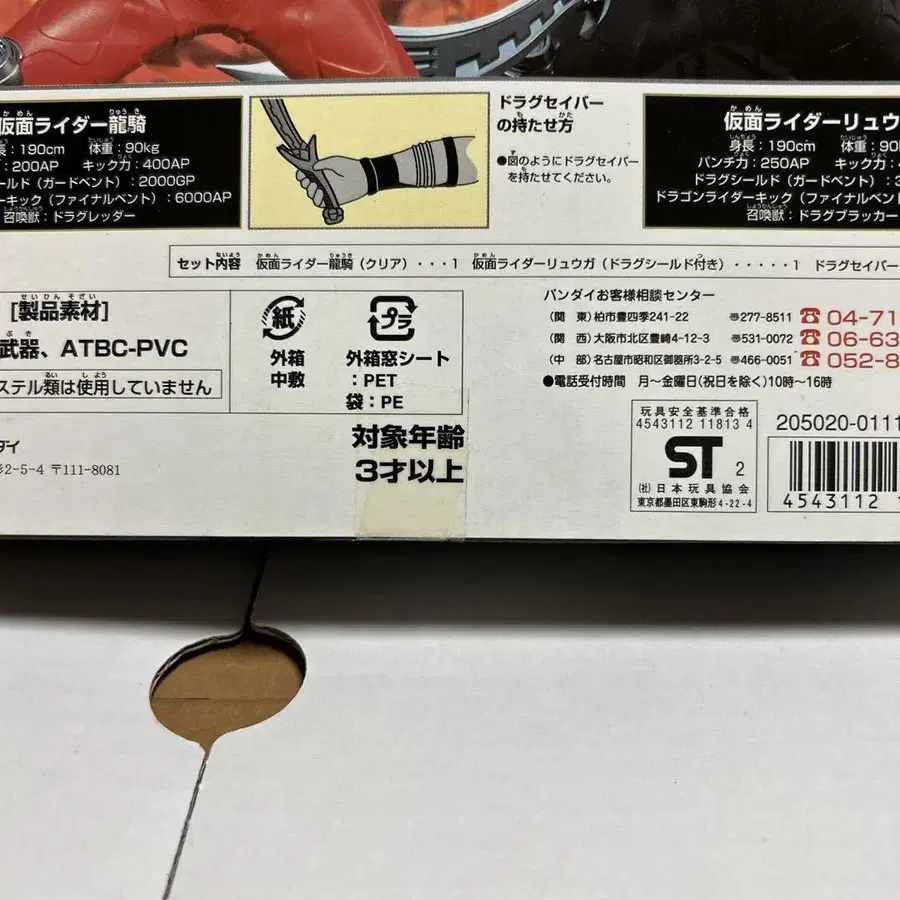 仮面ライダー龍騎
長：190cm 体重：90kg
：200AP キック力：400AP
ールド（ガードベント）：2000GP
ーキック（ファイナルベント）：6000AP
召喚獣：ドラグレッダー
ドラグセイバー
の持たせ方
●図のようにドラグセイバー
を持たせてください。
仮面ライダーリュウ
身長：190cm 体重：90
パンチ力：250AP キック力：
ドラグシールド（ガードベント）：3
ドラゴンライダーキック（ファイナルベント）：
召喚獣：ドラグブラッカー
セット内容 仮面ライダー龍騎（クリア）・・・1 仮面ライダーリュウガ（ドラグシールド付き）・・・・・1 ドラグセイバー
［製品素材］
武器、ATBC-PVC
ステル類は使用していません
紙
外箱
中敷
プラ
外箱窓シート
：PET
袋：PE
バンダイお客様相談センター
（関 東）柏市豊四季241-22 〠277-8511 ☎04-71
（関 西）大阪市北区豊崎4-12-3 〠531-0072 ☎06-63
（中 部）名古屋市昭和区御器所3-2-5 〠466-0051 ☎052-8
●電話受付時間 月〜金曜日(祝日を除く)10時〜16時
ダイ
形2-5-4 〒111-8081
対象年齢
3才以上
玩具安全基準合格
4543112 11813 4
ST 2
㈳日本玩具協会
東京都墨田区東駒形4-22-4
205020-0111
4543112